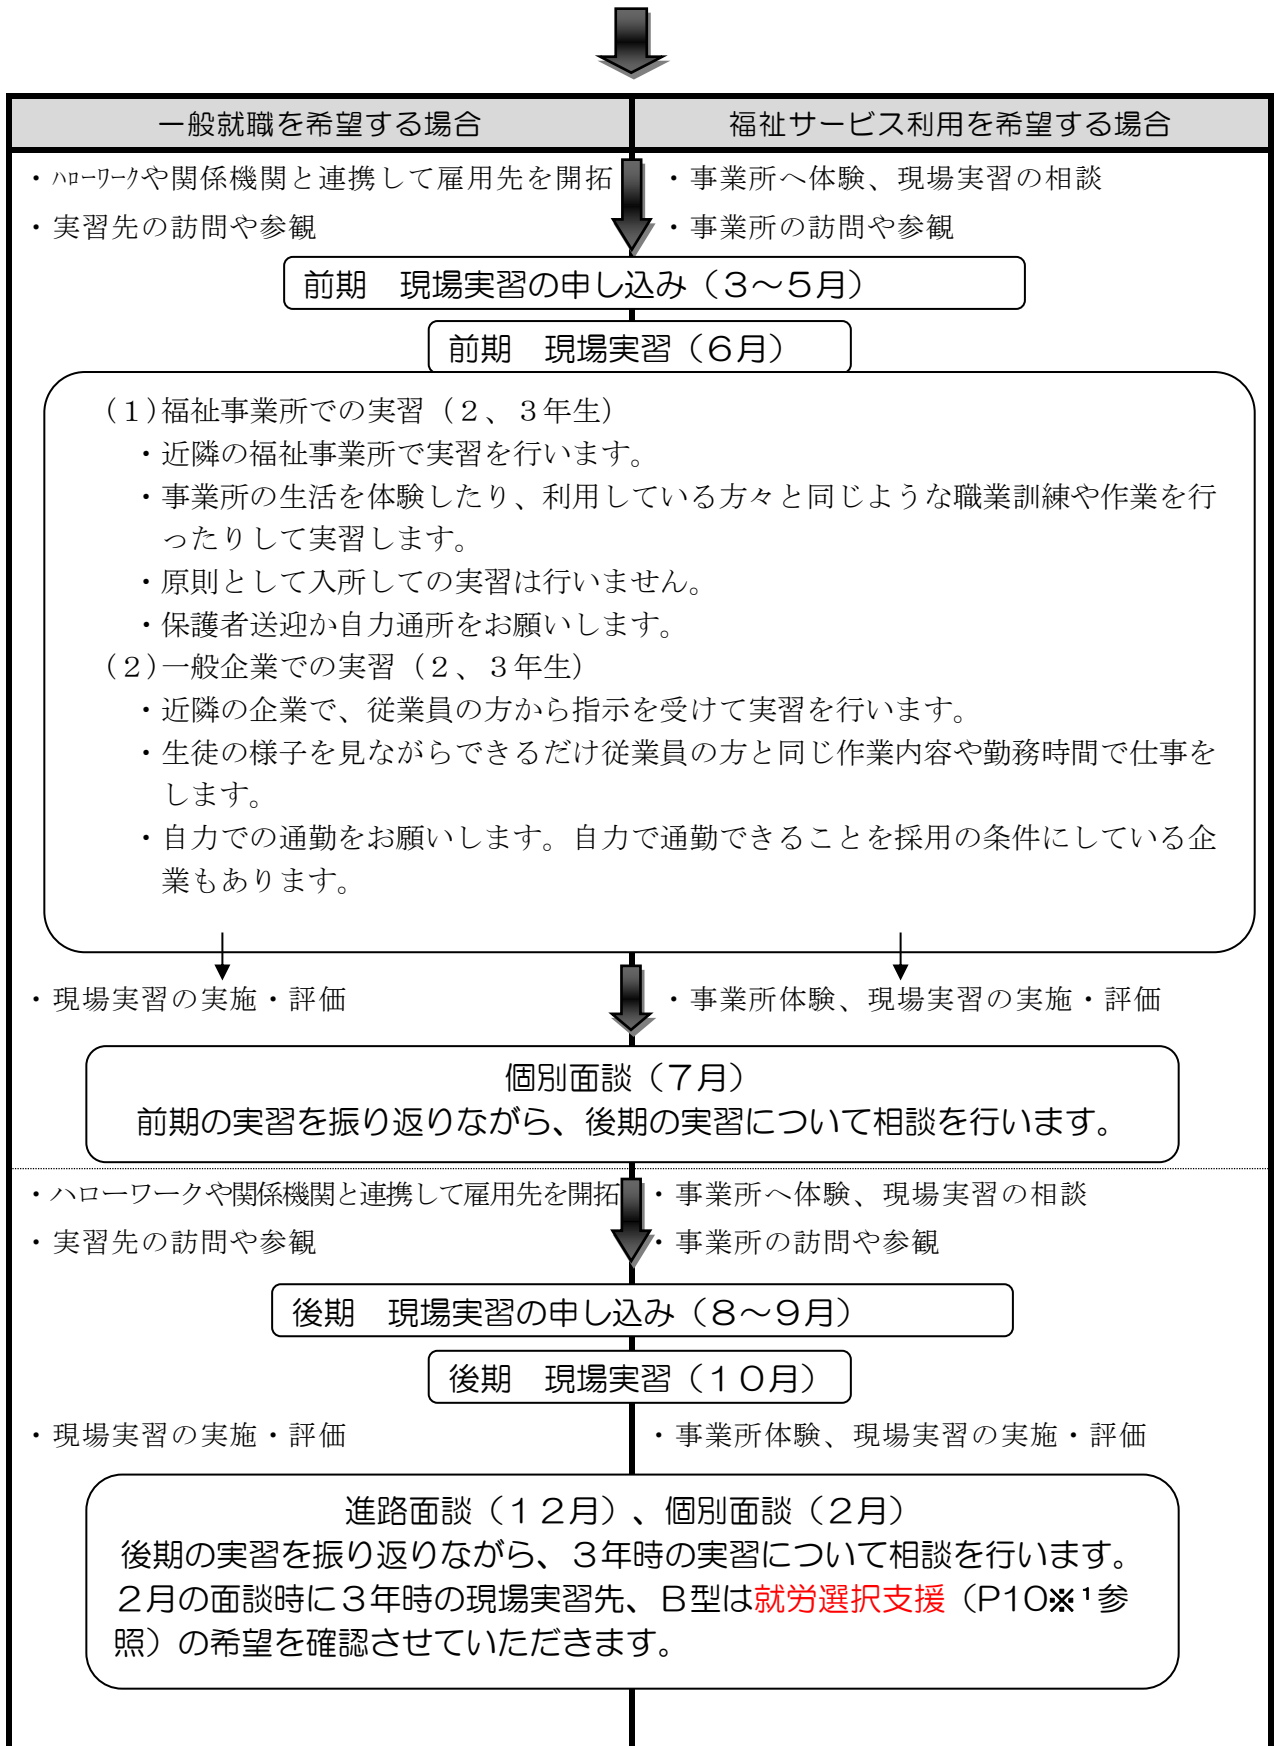 一般就職を希望する場合
福祉サービス利用を希望する場合
・ﾊﾛｰﾜｰｸや関係機関と連携して雇用先を開拓
・事業所へ体験、現場実習の相談
・実習先の訪問や参観
・事業所の訪問や参観
前期　現場実習の申し込み（３～５月）
前期　現場実習（６月）
（１）福祉事業所での実習（２、３年生）
・近隣の福祉事業所で実習を行います。
・事業所の生活を体験したり、利用している方々と同じような職業訓練や作業を行
ったりして実習します。
・原則として入所しての実習は行いません。
・保護者送迎か自力通所をお願いします。
（２）一般企業での実習（２、３年生）
・近隣の企業で、従業員の方から指示を受けて実習を行います。
・生徒の様子を見ながらできるだけ従業員の方と同じ作業内容や勤務時間で仕事を
します。
・自力での通勤をお願いします。自力で通勤できることを採用の条件にしている企
業もあります。
・現場実習の実施・評価
・事業所体験、現場実習の実施・評価
個別面談（７月）
前期の実習を振り返りながら、後期の実習について相談を行います。
・ハローワークや関係機関と連携して雇用先を開拓
・事業所へ体験、現場実習の相談
・実習先の訪問や参観
・事業所の訪問や参観
後期　現場実習の申し込み（８～９月）
後期　現場実習（１０月）
・現場実習の実施・評価
・事業所体験、現場実習の実施・評価
進路面談（１２月）、個別面談（２月）
後期の実習を振り返りながら、３年時の実習について相談を行います。
２月の面談時に３年時の現場実習先、Ｂ型は就労選択支援（P10※¹参
照）の希望を確認させていただきます。